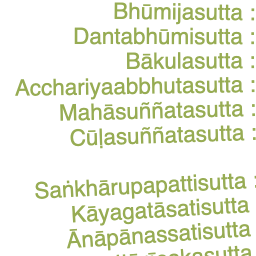 Bhūmijasutta :
Dantabhūmisutta :
Bākulasutta :
Acchariyaabbhutasutta :
Mahāsuññatasutta :
Cūḷasuññatasutta :
Saṅkhārupapattisutta :
Kāyagatāsatisutta
Ānāpānassatisutta